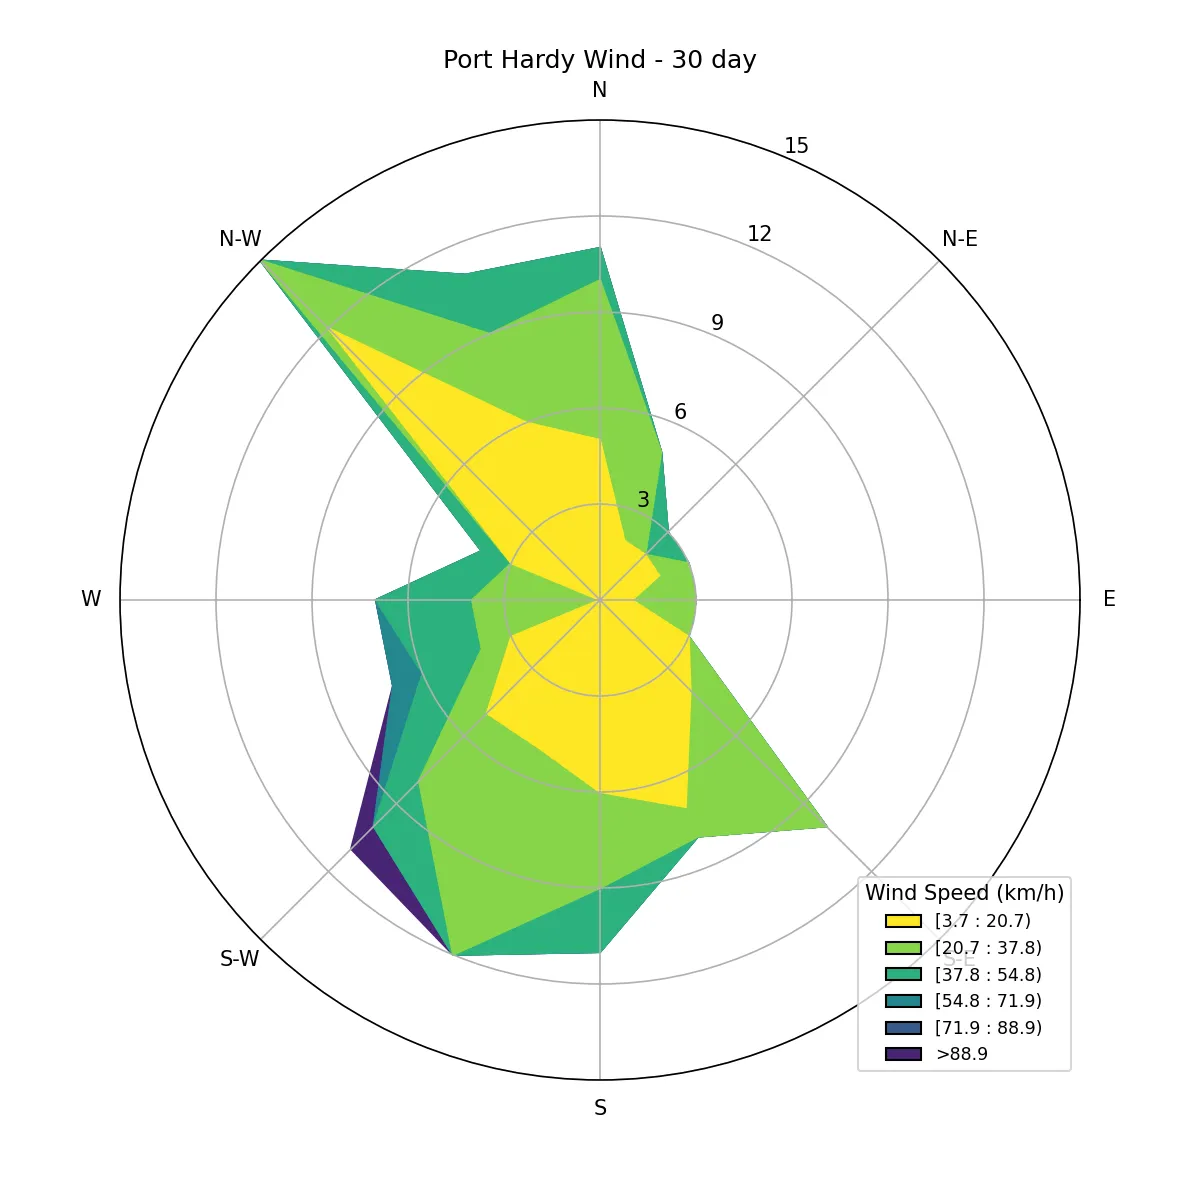 Port Hardy Wind - 30 day
N
15
N-W
12
N-E
9
6
3
W
E
Wind Speed (km/h)
[3.7 : 20.7)
[20.7 : 37.8)
S-W
S-E
[37.8 : 54.8)
[54.8 : 71.9)
[71.9 : 88.9)
>88.9
S